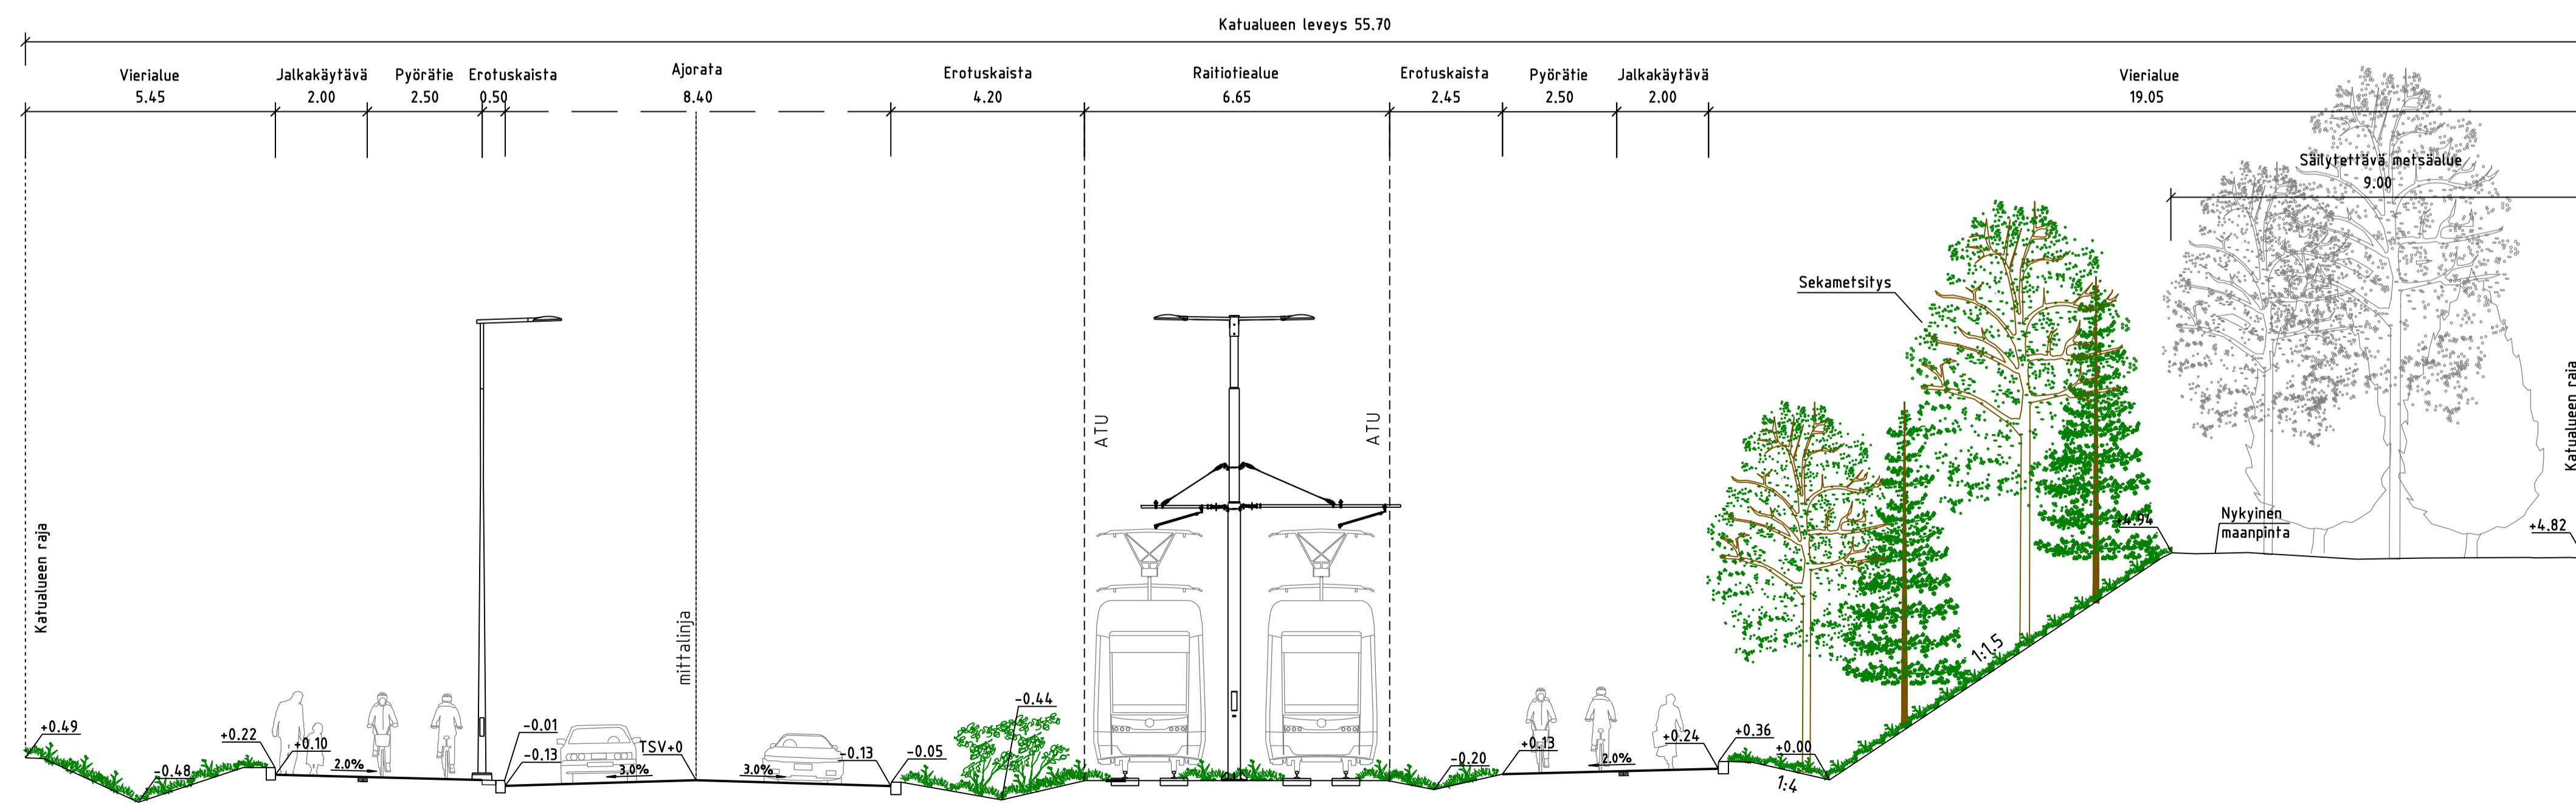 Katualueen leveys 55.70
Vierialue
5.45
Jalkakäytävä
2.00
Pyörätie
2.50
Erotuskaista
0.50
Ajorata
8.40
Erotuskaista
4.20
Raitiotiealue
6.65
Erotuskaista
2.45
Pyörätie
2.50
Jalkakäytävä
2.00
Vierialue
19.05
Säilytettävä metsäalue
9.00
Sekametsitys
Katualueen raja
mittalinja
ATU
ATU
Nykyinen
maanpinta
+4.94
+4.82
Katualueen raja
1:1.5
+0.49
-0.48
+0.22
+0.10
2.0%
-0.01
-0.13
3.0%
TSV+0
3.0%
-0.13
-0.05
-0.44
-0.20
+0.13
2.0%
+0.24
+0.36
+0.00
1:4